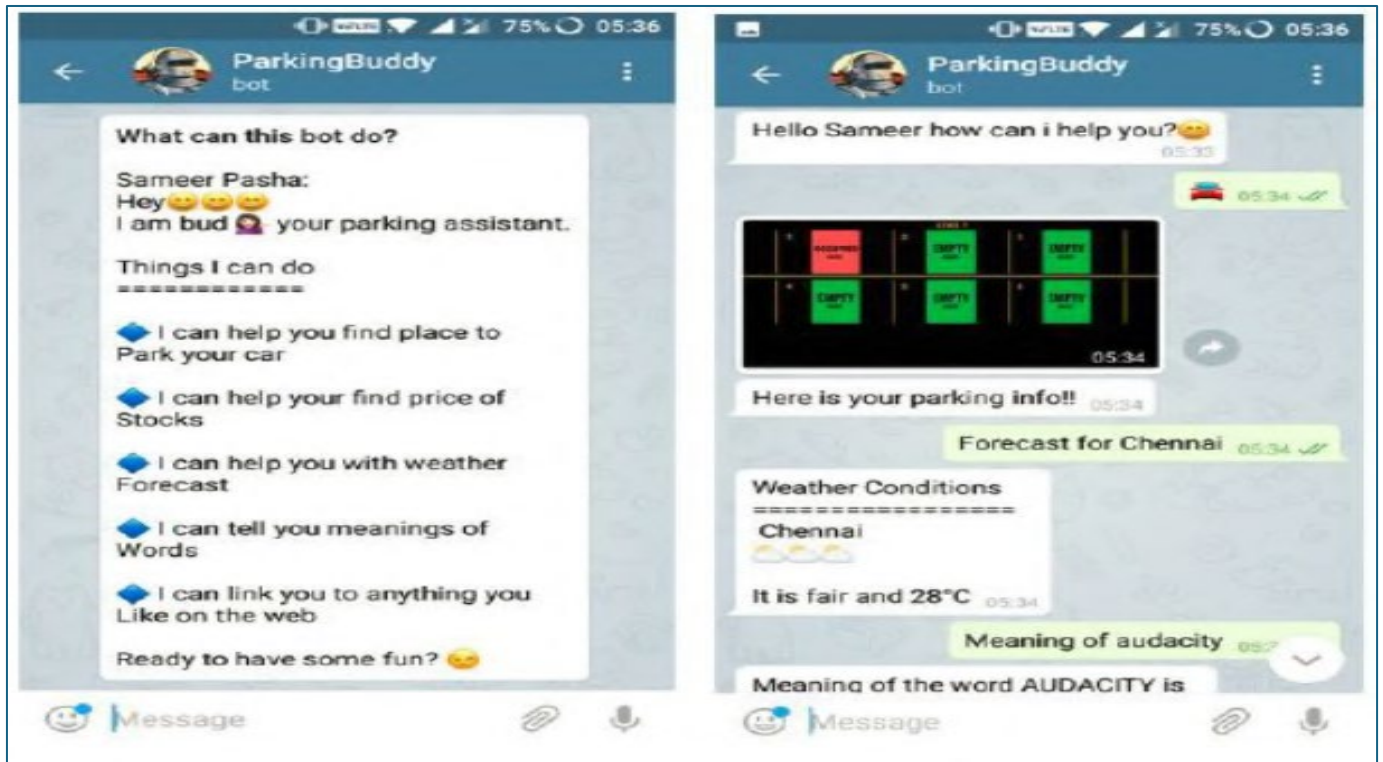 75% 05:36
ParkingBuddy
bot
What can this bot do?
Sameer Pasha:
Hey😊😊😊
I am bud 💁🏻‍♀️ your parking assistant.
Things I can do
============
🔷 I can help you find place to
Park your car
🔷 I can help your find price of
Stocks
🔷 I can help you with weather
Forecast
🔷 I can tell you meanings of
Words
🔷 I can link you to anything you
Like on the web
Ready to have some fun? 😉
Message
75% 05:36
ParkingBuddy
bot
Hello Sameer how can i help you?😊
05:33
🚘 05:34
EMPTY EMPTY
EMPTY EMPTY EMPTY
05:34
Here is your parking info!! 05:34
Forecast for Chennai 05:34
Weather Conditions
=================
Chennai
🌥🌥🌥
It is fair and 28°C 05:34
Meaning of audacity
Meaning of the word AUDACITY is
Message